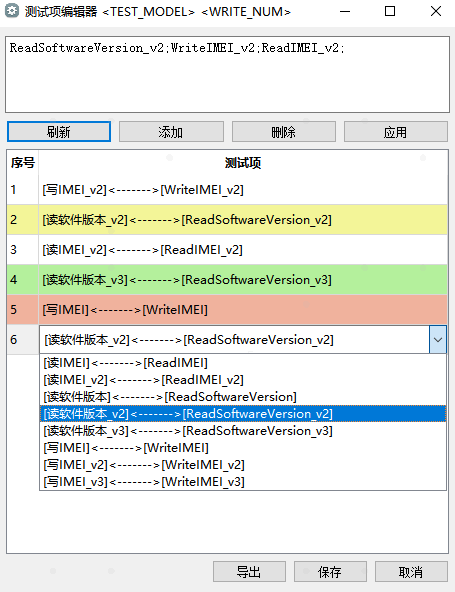 测试项编辑器 <TEST_MODEL> <WRITE_NUM>
ReadSoftwareVersion_v2;WriteIMEI_v2;ReadIMEI_v2;
刷新 添加 删除 应用
序号 测试项
1 [写IMEI_v2]<------->[WriteIMEI_v2]
2 [读软件版本_v2]<------->[ReadSoftwareVersion_v2]
3 [读IMEI_v2]<------->[ReadIMEI_v2]
4 [读软件版本_v3]<------->[ReadSoftwareVersion_v3]
5 [写IMEI]<------->[WriteIMEI]
6 [读软件版本_v2]<------->[ReadSoftwareVersion_v2]
[读IMEI]<------->[ReadIMEI]
[读IMEI_v2]<------->[ReadIMEI_v2]
[读软件版本]<------->[ReadSoftwareVersion]
[读软件版本_v2]<------->[ReadSoftwareVersion_v2]
[读软件版本_v3]<------->[ReadSoftwareVersion_v3]
[写IMEI]<------->[WriteIMEI]
[写IMEI_v2]<------->[WriteIMEI_v2]
[写IMEI_v3]<------->[WriteIMEI_v3]
导出 保存 取消